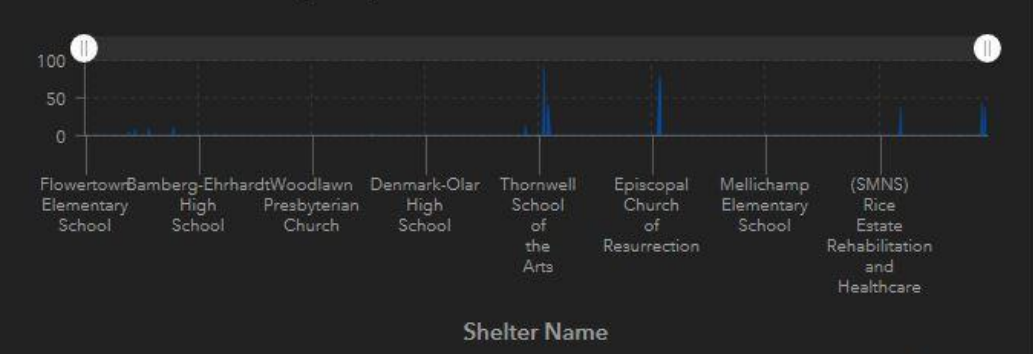 100
50
0
Flowertown
Elementary
School
Bamberg-Ehrhardt
High
School
Woodlawn
Presbyterian
Church
Denmark-Olar
High
School
Thornwell
School
of
the
Arts
Episcopal
Church
of
Resurrection
Mellichamp
Elementary
School
(SMNS)
Rice
Estate
Rehabilitation
and
Healthcare
Shelter Name